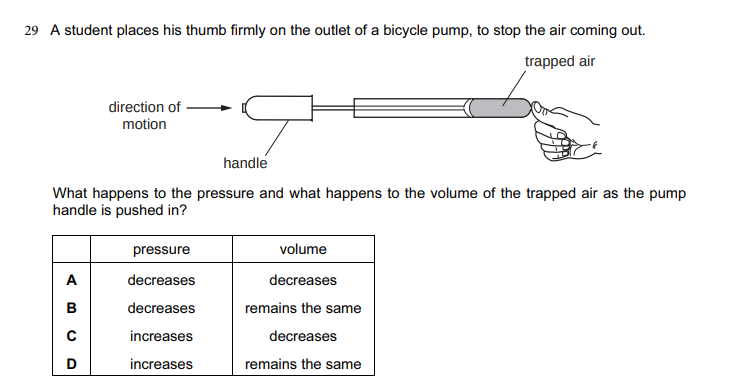 29 A student places his thumb firmly on the outlet of a bicycle pump, to stop the air coming out.
trapped air
direction of
motion
handle
What happens to the pressure and what happens to the volume of the trapped air as the pump
handle is pushed in?
pressure volume
A decreases decreases
B decreases remains the same
C increases decreases
D increases remains the same